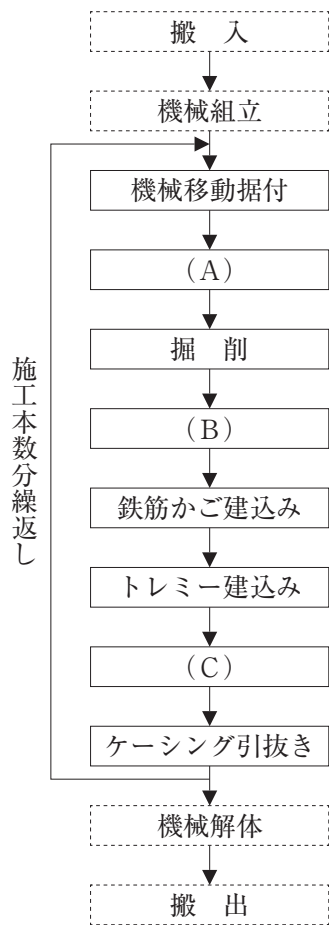 搬　入
機械組立
機械移動据付
（A）
掘　削
（B）
鉄筋かご建込み
トレミー建込み
（C）
ケーシング引抜き
機械解体
搬　出
施工本数分繰返し